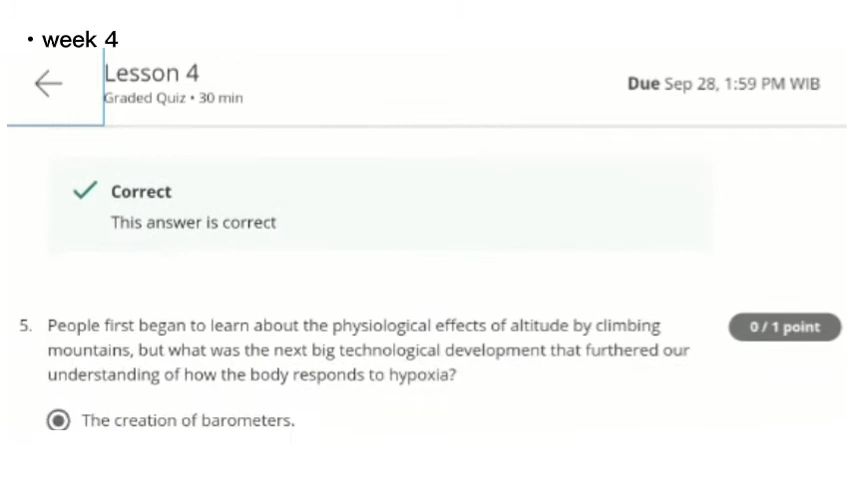 • week 4
Lesson 4
Graded Quiz • 30 min
Due Sep 28, 1:59 PM WIB
Correct
This answer is correct
5. People first began to learn about the physiological effects of altitude by climbing
mountains, but what was the next big technological development that furthered our
understanding of how the body responds to hypoxia?
0 / 1 point
The creation of barometers.